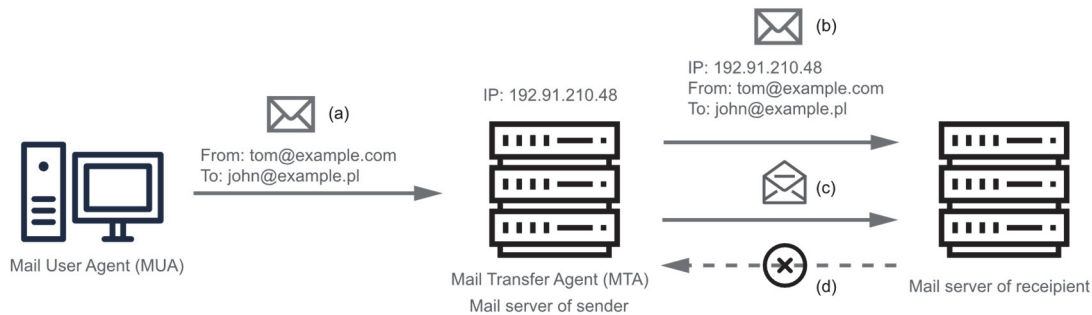 (b)
IP: 192.91.210.48
From: tom@example.com
To: john@example.pl
IP: 192.91.210.48
(a)
From: tom@example.com
To: john@example.pl
(c)
(d)
Mail User Agent (MUA)
Mail Transfer Agent (MTA)
Mail server of sender
Mail server of receipient